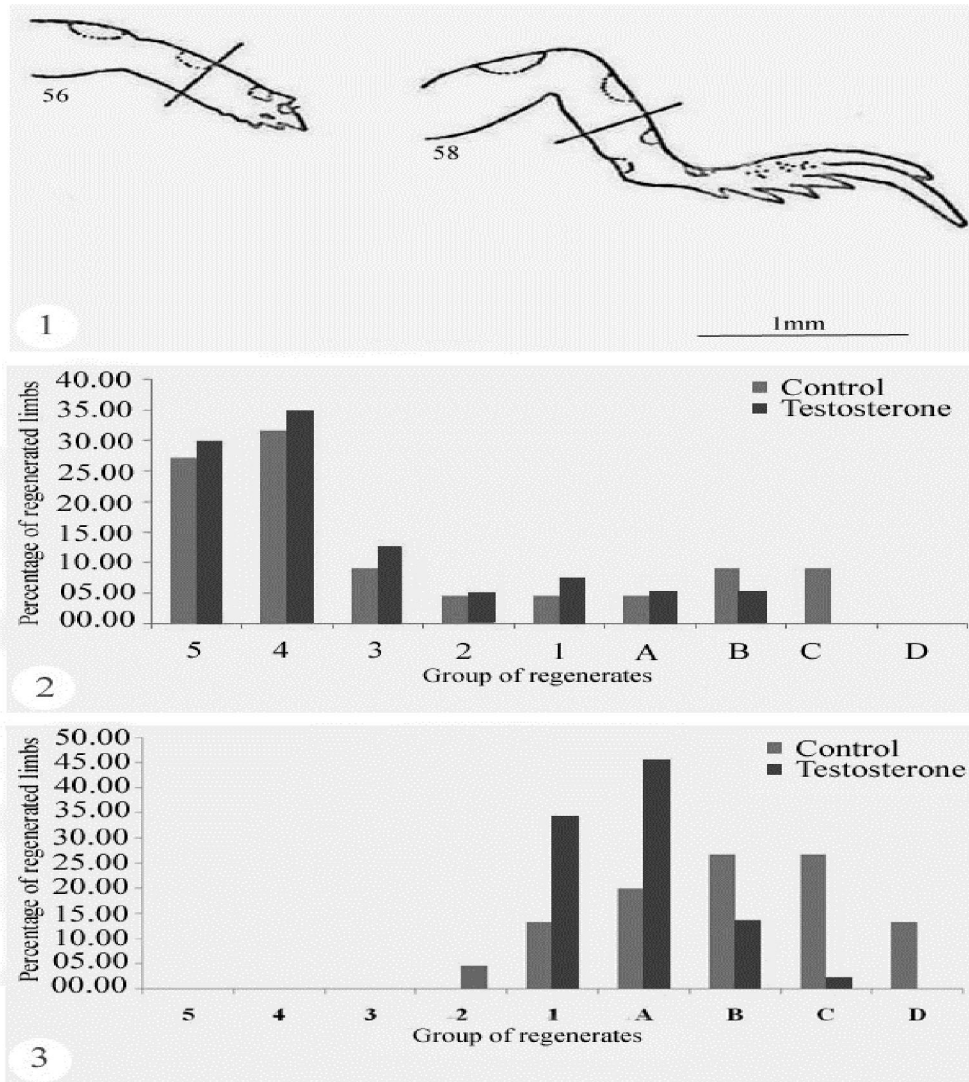 56
58
1
1mm
Percentage of regenerated limbs
40.00
35.00
30.00
25.00
20.00
15.00
10.00
05.00
00.00
Control
Testosterone
5 4 3 2 1 A B C D
Group of regenerates
2
Percentage of regenerated limbs
50.00
45.00
40.00
35.00
30.00
25.00
20.00
15.00
10.00
05.00
00.00
Control
Testosterone
5 4 3 2 1 A B C D
Group of regenerates
3